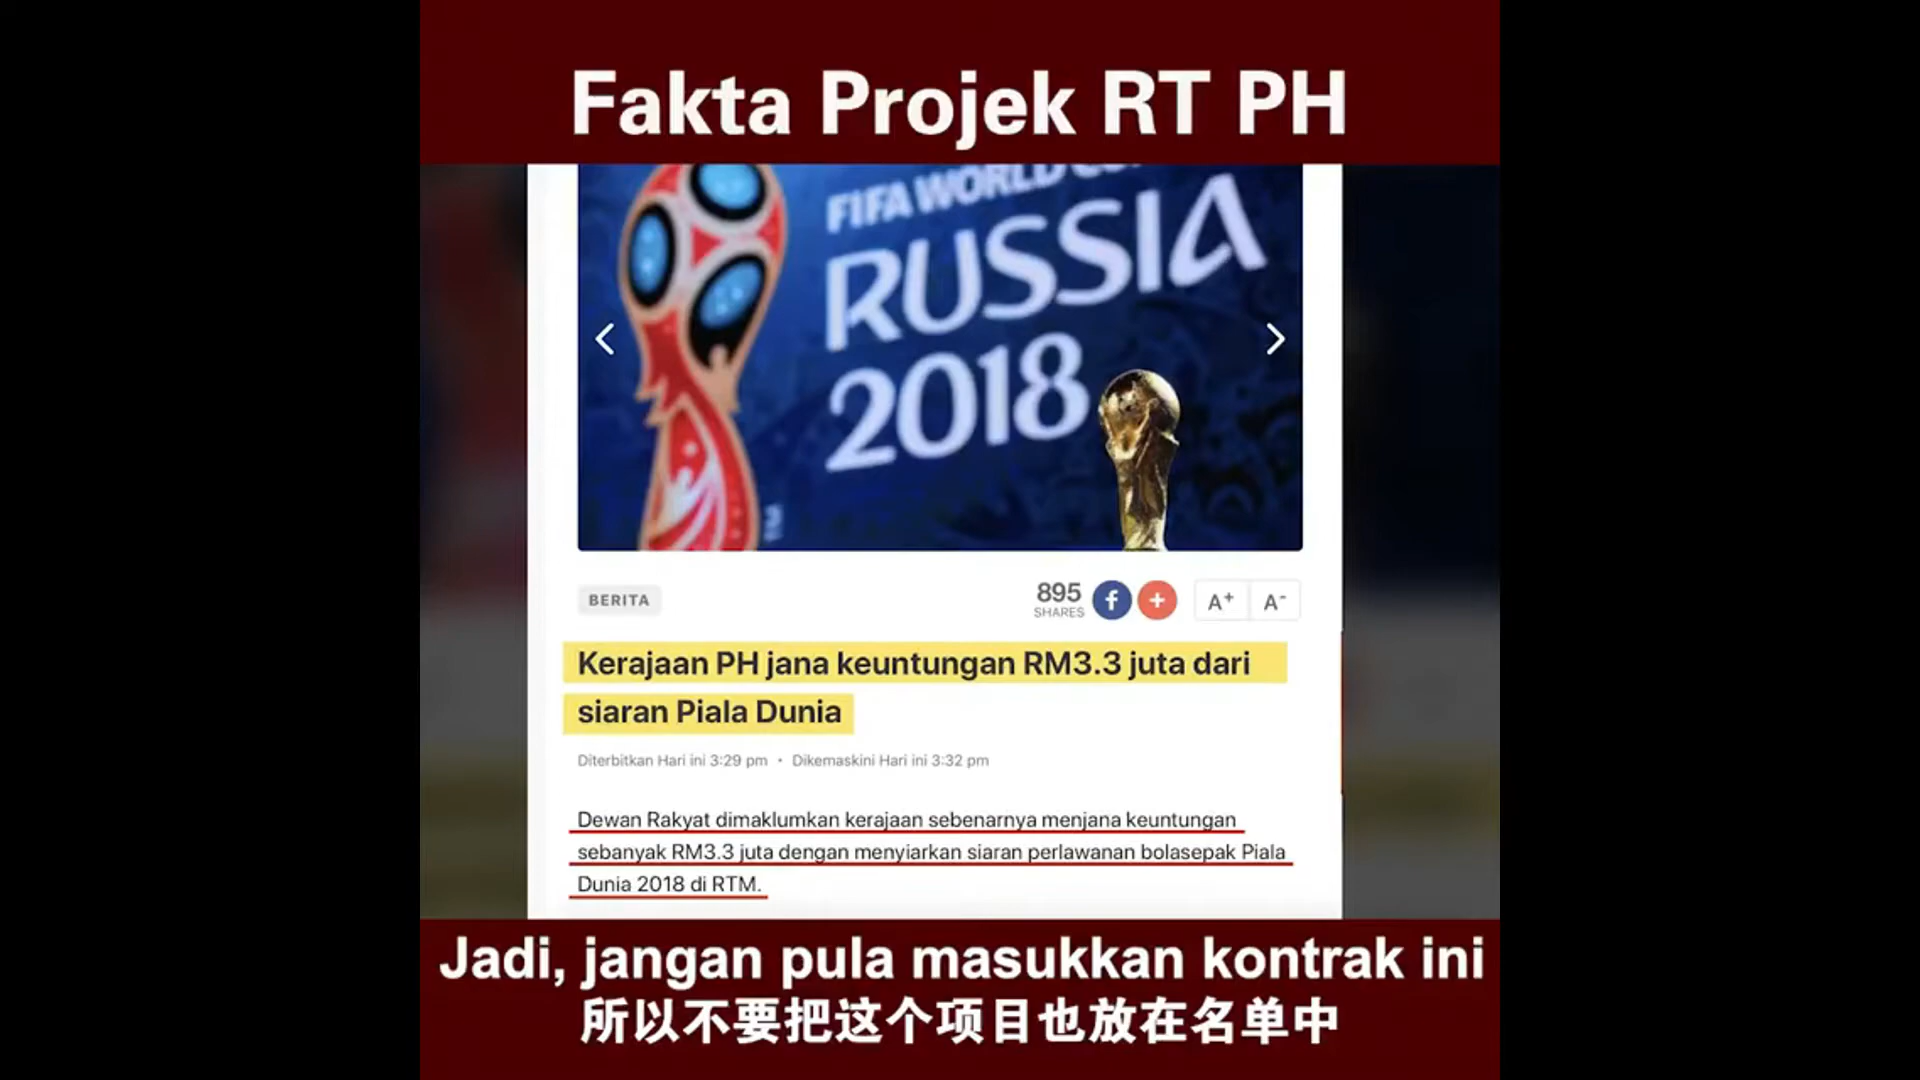 Fakta Projek RT PH
FIFA WORLD
RUSSIA
2018
BERITA
895
SHARES
A+ A-
Kerajaan PH jana keuntungan RM3.3 juta dari
siaran Piala Dunia
Diterbitkan Hari ini 3:29 pm • Dikemaskini Hari ini 3:32 pm
Dewan Rakyat dimaklumkan kerajaan sebenarnya menjana keuntungan
sebanyak RM3.3 juta dengan menyiarkan siaran perlawanan bolasepak Piala
Dunia 2018 di RTM.
Jadi, jangan pula masukkan kontrak ini
所以不要把这个项目也放在名单中